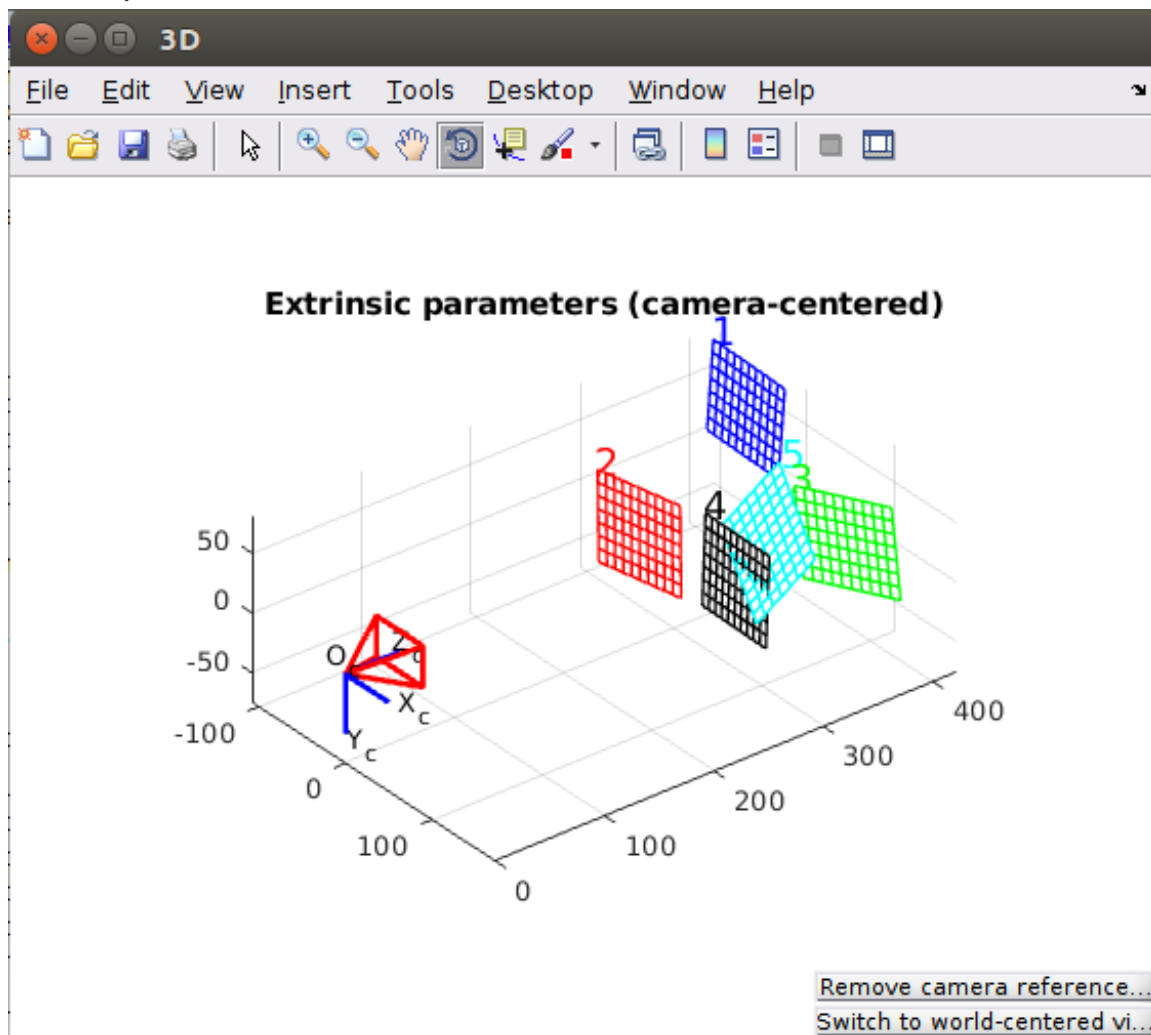 3D
File Edit View Insert Tools Desktop Window Help
Extrinsic parameters (camera-centered)
1
2
5
3
4
50
0
-50
-100
0
100
O
Z c
X c
Y c
400
300
200
100
0
Remove camera reference...
Switch to world-centered vi...